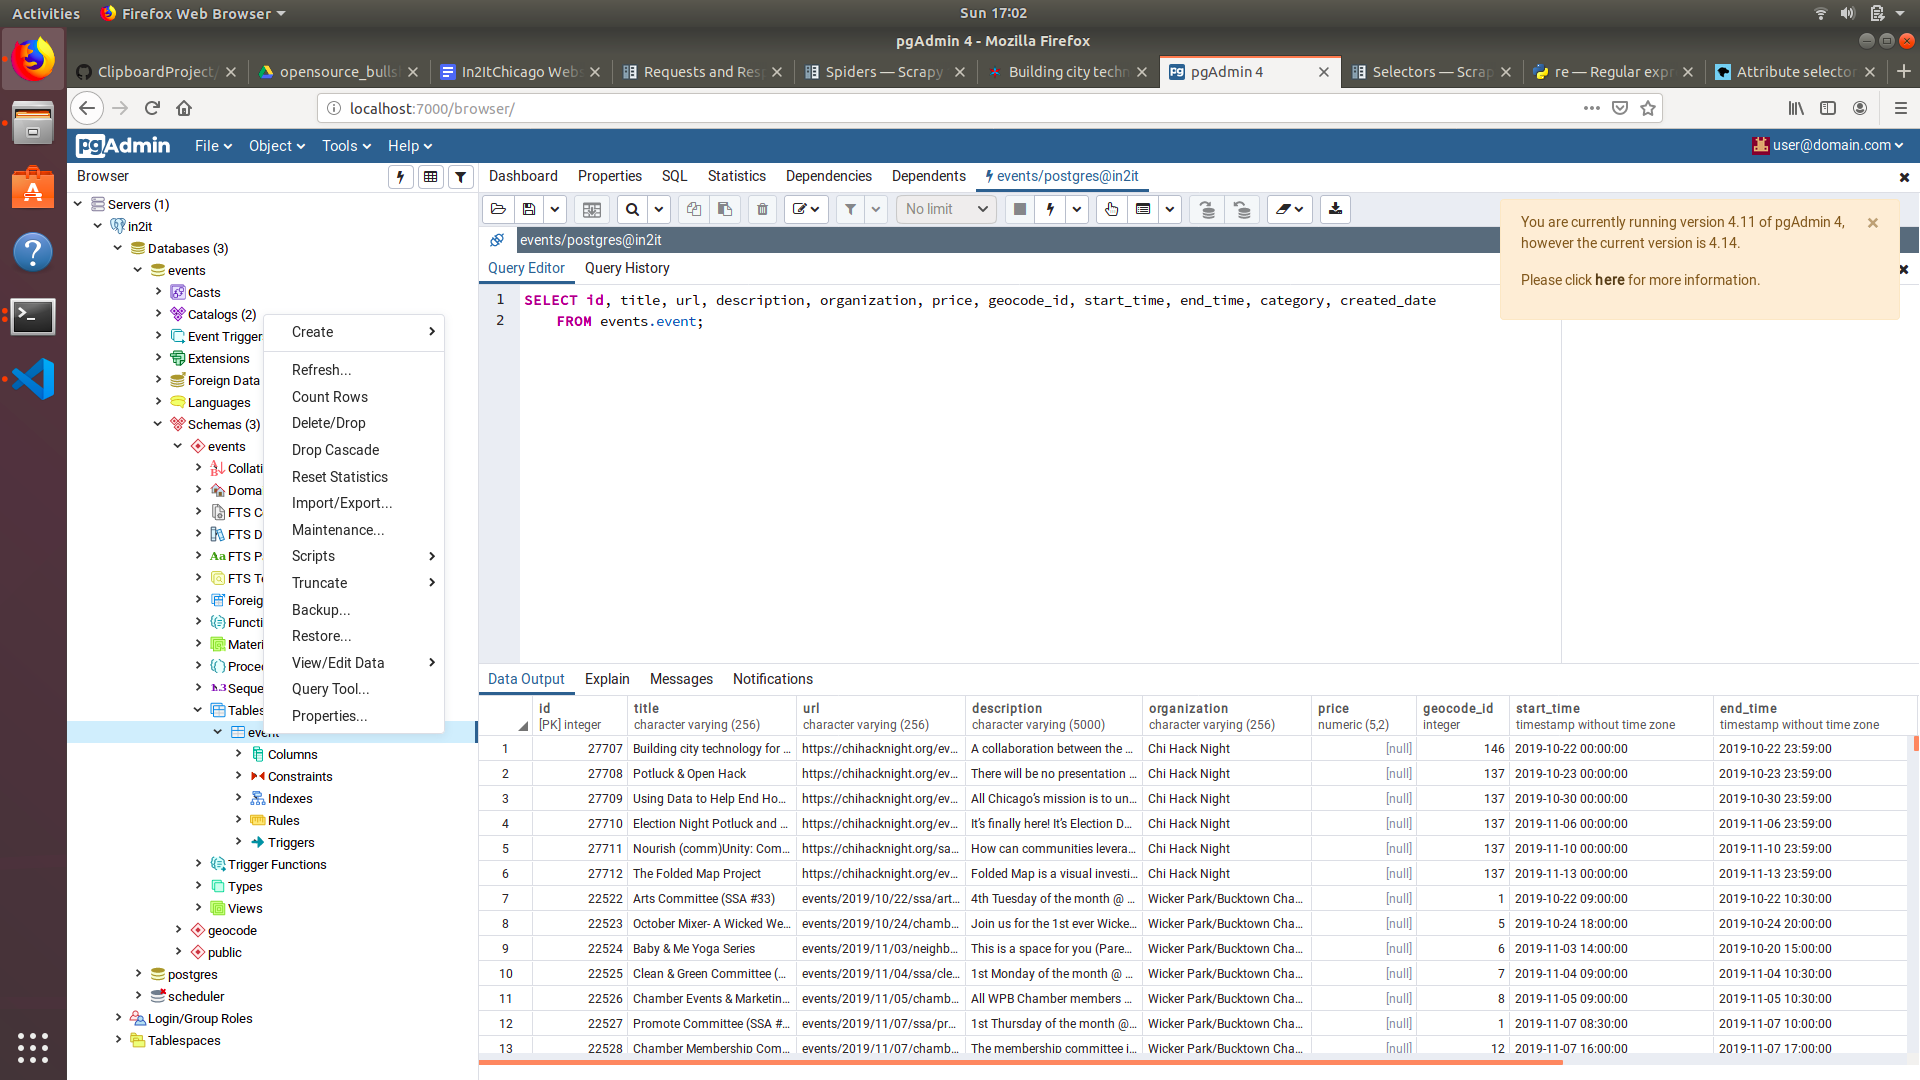 Activities
Firefox Web Browser
Sun 17:02
pgAdmin 4 - Mozilla Firefox
ClipboardProject/
opensource_bulls
In2ItChicago Webs
Requests and Resp
Spiders — Scrapy
Building city techn
pgAdmin 4
Selectors — Scrap
re — Regular expr
Attribute selector
localhost:7000/browser/
pgAdmin
File
Object
Tools
Help
user@domain.com
Browser
Dashboard
Properties
SQL
Statistics
Dependencies
Dependents
events/postgres@in2it
No limit
events/postgres@in2it
Query Editor
Query History
You are currently running version 4.11 of pgAdmin 4,
however the current version is 4.14.
Please click here for more information.
1 SELECT id, title, url, description, organization, price, geocode_id, start_time, end_time, category, created_date
2 FROM events.event;
Servers (1)
in2it
Databases (3)
events
Casts
Catalogs (2)
Event Trigger
Extensions
Foreign Data
Languages
Schemas (3)
events
Collati
Doma
FTS C
FTS D
FTS P
FTS Te
Foreig
Functi
Materi
Proce
Seque
Tables
event
Columns
Constraints
Indexes
Rules
Triggers
Trigger Functions
Types
Views
geocode
public
postgres
scheduler
Login/Group Roles
Tablespaces
Create
Refresh...
Count Rows
Delete/Drop
Drop Cascade
Reset Statistics
Import/Export...
Maintenance...
Scripts
Truncate
Backup...
Restore...
View/Edit Data
Query Tool...
Properties...
Data Output
Explain
Messages
Notifications
id title url description organization price geocode_id start_time end_time
[PK] integer character varying (256) character varying (256) character varying (5000) character varying (256) numeric (5,2) integer timestamp without time zone timestamp without time zone
1 27707 Building city technology for ... https://chihacknight.org/ev... A collaboration between the ... Chi Hack Night [null] 146 2019-10-22 00:00:00 2019-10-22 23:59:00
2 27708 Potluck & Open Hack https://chihacknight.org/ev... There will be no presentation ... Chi Hack Night [null] 137 2019-10-23 00:00:00 2019-10-23 23:59:00
3 27709 Using Data to Help End Ho... https://chihacknight.org/ev... All Chicago's mission is to un... Chi Hack Night [null] 137 2019-10-30 00:00:00 2019-10-30 23:59:00
4 27710 Election Night Potluck and ... https://chihacknight.org/ev... It's finally here! It's Election D... Chi Hack Night [null] 137 2019-11-06 00:00:00 2019-11-06 23:59:00
5 27711 Nourish (comm)Unity: Com... https://chihacknight.org/sa... How can communities levera... Chi Hack Night [null] 137 2019-11-10 00:00:00 2019-11-10 23:59:00
6 27712 The Folded Map Project https://chihacknight.org/ev... Folded Map is a visual investi... Chi Hack Night [null] 137 2019-11-13 00:00:00 2019-11-13 23:59:00
7 22522 Arts Committee (SSA #33) events/2019/10/22/ssa/art... 4th Tuesday of the month @ ... Wicker Park/Bucktown Cha... [null] 1 2019-10-22 09:00:00 2019-10-22 10:30:00
8 22523 October Mixer- A Wicked We... events/2019/10/24/chamb... Join us for the 1st ever Wicke... Wicker Park/Bucktown Cha... [null] 5 2019-10-24 18:00:00 2019-10-24 20:00:00
9 22524 Baby & Me Yoga Series events/2019/11/03/neighb... This is a space for you (Pare... Wicker Park/Bucktown Cha... [null] 6 2019-11-03 14:00:00 2019-10-20 15:00:00
10 22525 Clean & Green Committee (... events/2019/11/04/ssa/cle... 1st Monday of the month @ ... Wicker Park/Bucktown Cha... [null] 7 2019-11-04 09:00:00 2019-11-04 10:30:00
11 22526 Chamber Events & Marketin... events/2019/11/05/chamb... All WPB Chamber members ... Wicker Park/Bucktown Cha... [null] 8 2019-11-05 09:00:00 2019-11-05 10:30:00
12 22527 Promote Committee (SSA #... events/2019/11/07/ssa/pr... 1st Thursday of the month @... Wicker Park/Bucktown Cha... [null] 1 2019-11-07 08:30:00 2019-11-07 10:00:00
13 22528 Chamber Membership Com... events/2019/11/07/chamb... The membership committee i... Wicker Park/Bucktown Cha... [null] 12 2019-11-07 16:00:00 2019-11-07 17:00:00